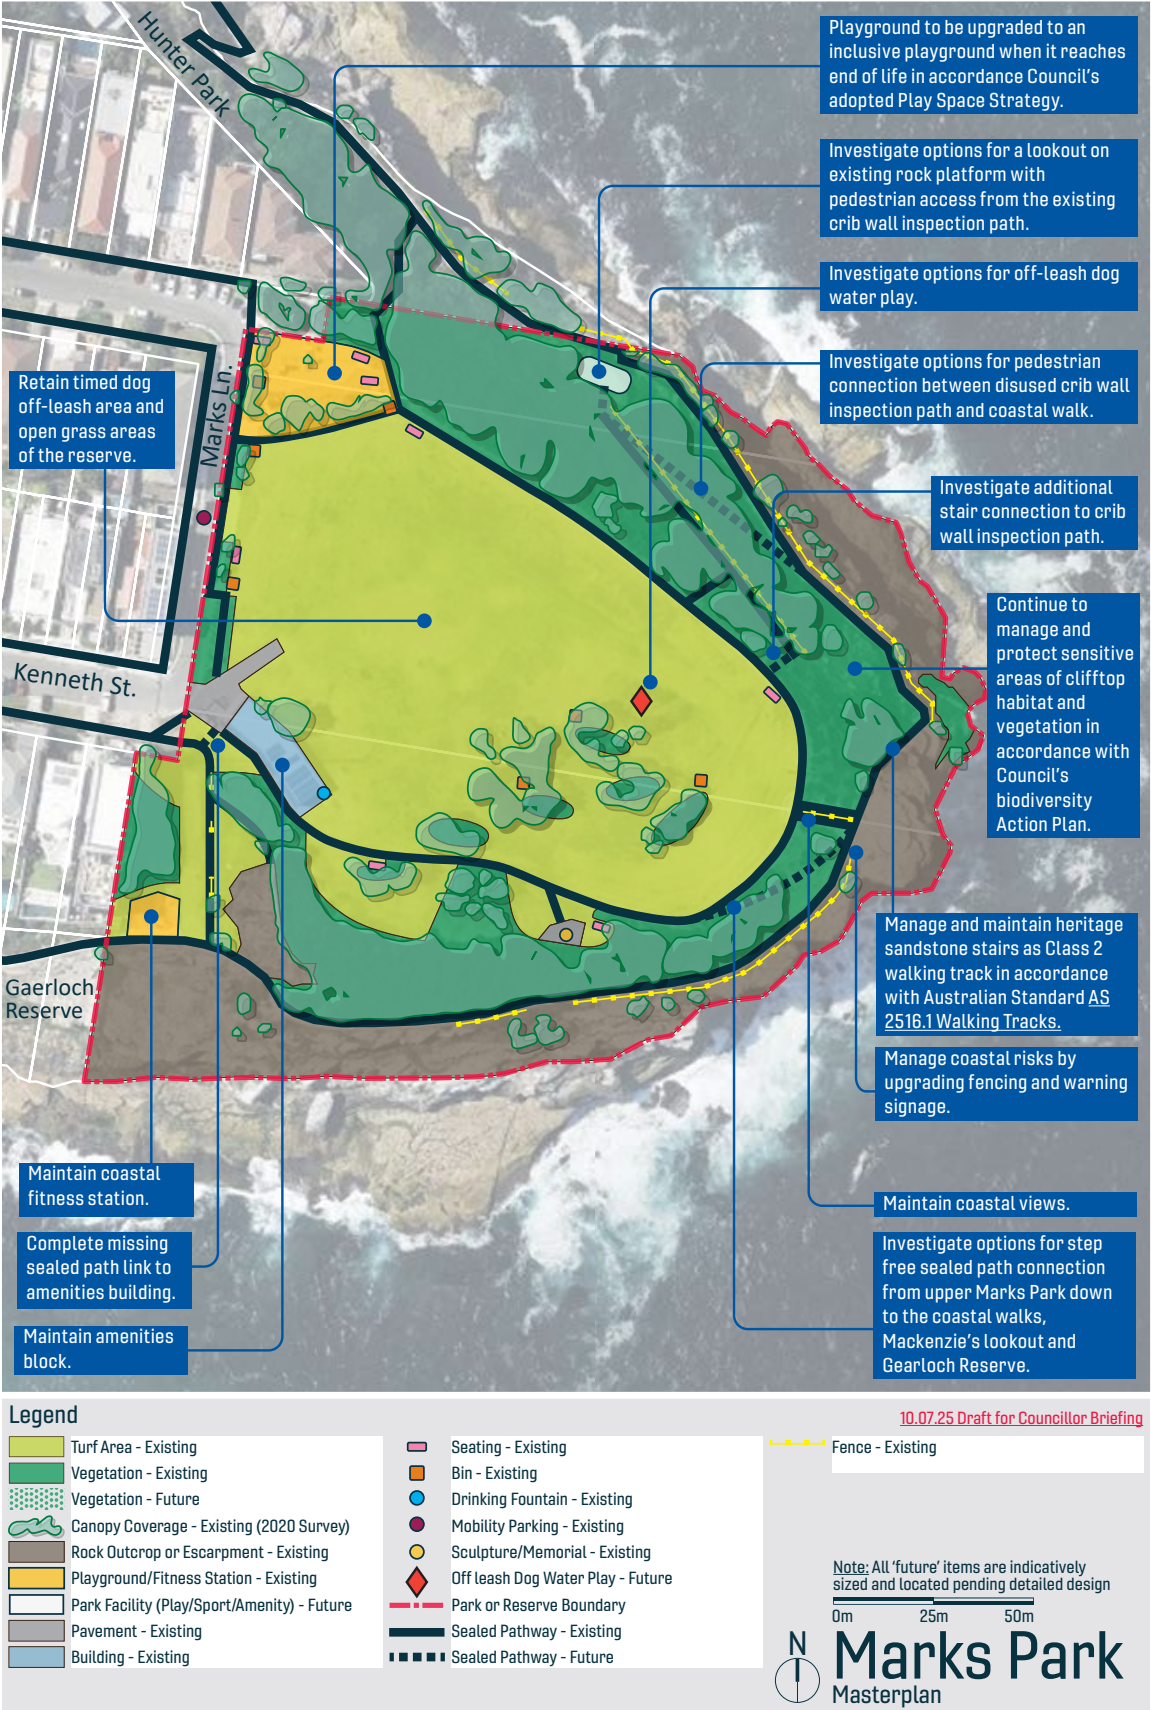 Hunter Park
Playground to be upgraded to an
inclusive playground when it reaches
end of life in accordance Council's
adopted Play Space Strategy.
Investigate options for a lookout on
existing rock platform with
pedestrian access from the existing
crib wall inspection path.
Investigate options for off-leash dog
water play.
Investigate options for pedestrian
connection between disused crib wall
inspection path and coastal walk.
Retain timed dog
off-leash area and
open grass areas
of the reserve.
Marks Ln.
Investigate additional
stair connection to crib
wall inspection path.
Continue to
manage and
protect sensitive
areas of clifftop
habitat and
vegetation in
accordance with
Council's
biodiversity
Action Plan.
Kenneth St.
Manage and maintain heritage
sandstone stairs as Class 2
walking track in accordance
with Australian Standard AS
2516.1 Walking Tracks.
Gaerloch
Reserve
Manage coastal risks by
upgrading fencing and warning
signage.
Maintain coastal
fitness station.
Maintain coastal views.
Complete missing
sealed path link to
amenities building.
Investigate options for step
free sealed path connection
from upper Marks Park down
to the coastal walks,
Mackenzie's lookout and
Gearloch Reserve.
Maintain amenities
block.
Legend
10.07.25 Draft for Councillor Briefing
Turf Area - Existing
Vegetation - Existing
Vegetation - Future
Canopy Coverage - Existing (2020 Survey)
Rock Outcrop or Escarpment - Existing
Playground/Fitness Station - Existing
Park Facility (Play/Sport/Amenity) - Future
Pavement - Existing
Building - Existing
Seating - Existing
Bin - Existing
Drinking Fountain - Existing
Mobility Parking - Existing
Sculpture/Memorial - Existing
Off leash Dog Water Play - Future
Park or Reserve Boundary
Sealed Pathway - Existing
Sealed Pathway - Future
Fence - Existing
Note: All 'future' items are indicatively
sized and located pending detailed design
0m 25m 50m
N
Marks Park
Masterplan